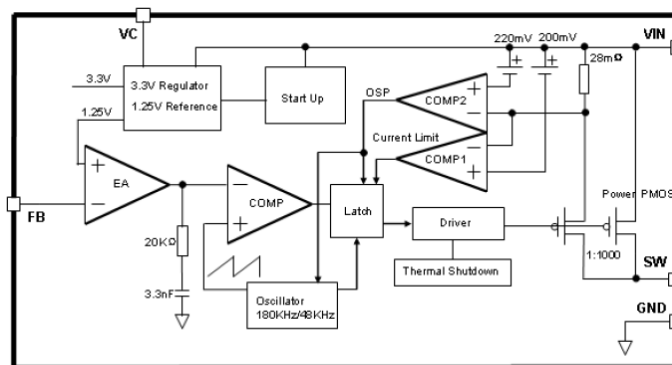 VC
VIN
220mV 200mV
28mΩ
3.3V
3.3V Regulator
1.25V Reference
1.25V
Start Up
OSP
COMP2
Current Limit
COMP1
EA
COMP
Latch
Driver
Power PMOS
FB
20KΩ
1:1000
Thermal Shutdown
SW
3.3nF
Oscillator
180KHz/48KHz
GND
+
−
−
+
+
−
−
+